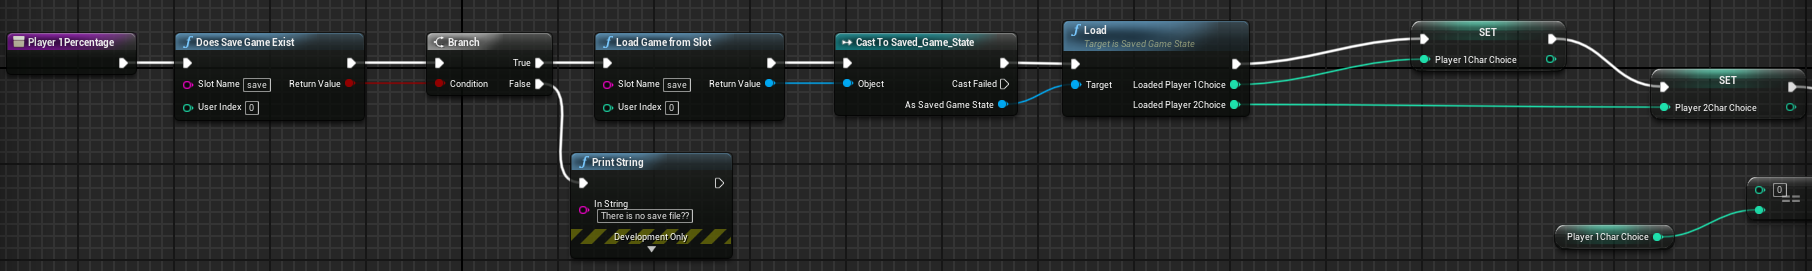 Player 1Percentage
Does Save Game Exist
Slot Name save
Return Value
User Index 0
Branch
True
Condition
False
Load Game from Slot
Slot Name save
Return Value
User Index 0
Print String
In String
There is no save file??
Development Only
Cast To Saved_Game_State
Cast Failed
Object
As Saved Game State
Load
Target is Saved Game State
Target
Loaded Player 1Choice
Loaded Player 2Choice
SET
Player 1Char Choice
SET
Player 2Char Choice
0
==
Player 1Char Choice